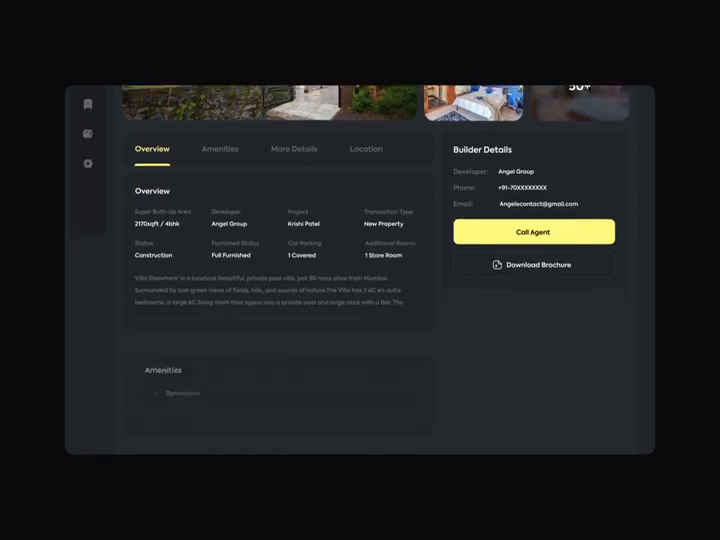 50+
Overview Amenities More Details Location
Overview
Super Built-Up Area Developer Project Transaction Type
2170sqft / 4bhk Angel Group Krishi Patel New Property
Status Furnished Status Car Parking Additional Rooms
Construction Full Furnished 1 Covered 1 Store Room
Villa Elsewhere' is a luxurious beautiful, private pool villa, just 90 mins drive from Mumbai.
Surrounded by lush green views of fields, hills, and sounds of nature.The Villa has 3 AC en-suite
bedrooms, a large AC living room that opens into a private pool and large deck with a Bar. The
Amenities
Builder Details
Developer: Angel Group
Phone: +91-70XXXXXXXX
Email: Angelecontact@gmail.com
Call Agent
Download Brochure